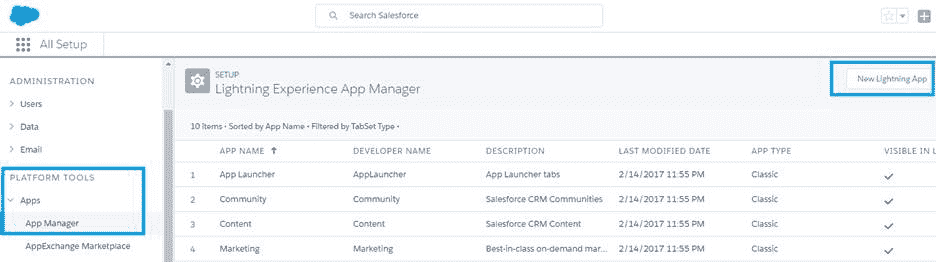 Search Salesforce
All Setup
ADMINISTRATION
Users
Data
Email
PLATFORM TOOLS
Apps
App Manager
AppExchange Marketplace
SETUP
Lightning Experience App Manager
New Lightning App
10 Items • Sorted by App Name • Filtered by TabSet Type •
APP NAME ↑ DEVELOPER NAME DESCRIPTION LAST MODIFIED DATE APP TYPE VISIBLE IN L
1 App Launcher AppLauncher App Launcher tabs 2/14/2017 11:55 PM Classic ✓
2 Community Community Salesforce CRM Communities 2/14/2017 11:55 PM Classic ✓
3 Content Content Salesforce CRM Content 2/14/2017 11:55 PM Classic ✓
4 Marketing Marketing Best-in-class on-demand mar... 2/14/2017 11:55 PM Classic ✓